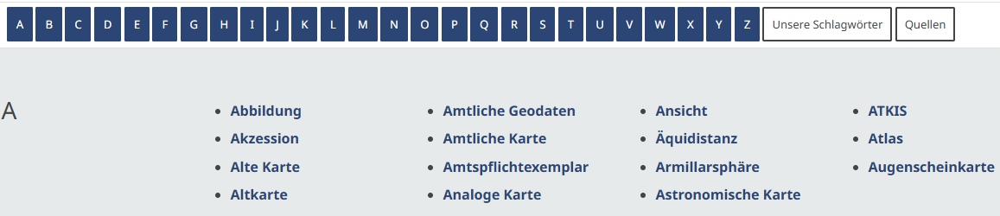 A B C D E F G H I J K L M N O P Q R S T U V W X Y Z Unsere Schlagwörter Quellen
A
Abbildung
Akzession
Alte Karte
Altkarte
Amtliche Geodaten
Amtliche Karte
Amtspflichtexemplar
Analoge Karte
Ansicht
Äquidistanz
Armillarsphäre
Astronomische Karte
ATKIS
Atlas
Augenscheinkarte